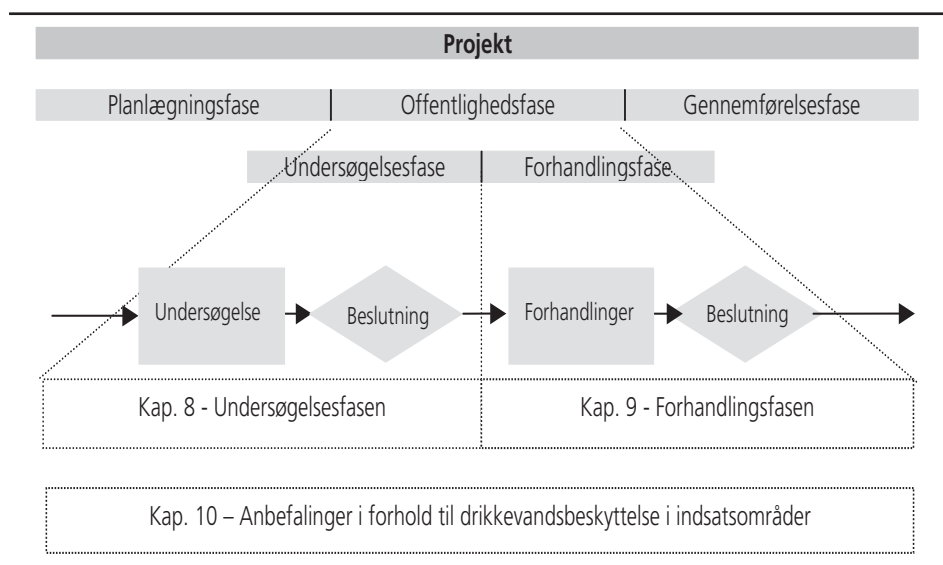 Projekt
Planlægningsfase Offentlighedsfase Gennemførelsesfase
Undersøgelsesfase Forhandlingsfase
Undersøgelse Beslutning Forhandlinger Beslutning
Kap. 8 - Undersøgelsesfasen Kap. 9 - Forhandlingsfasen
Kap. 10 – Anbefalinger i forhold til drikkevandsbeskyttelse i indsatsområder